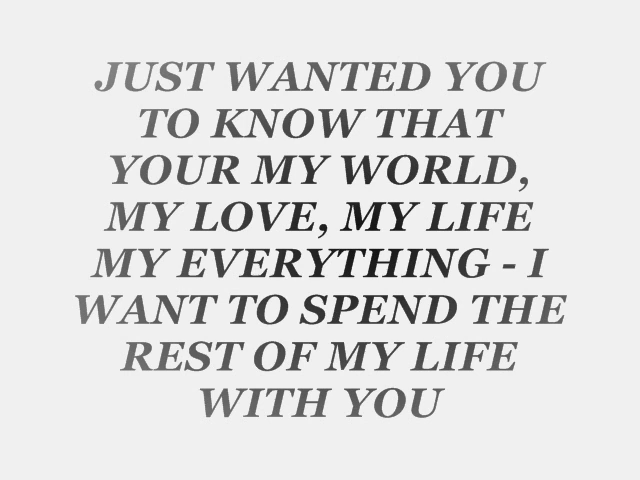 JUST WANTED YOU
TO KNOW THAT
YOUR MY WORLD,
MY LOVE, MY LIFE
MY EVERYTHING - I
WANT TO SPEND THE
REST OF MY LIFE
WITH YOU